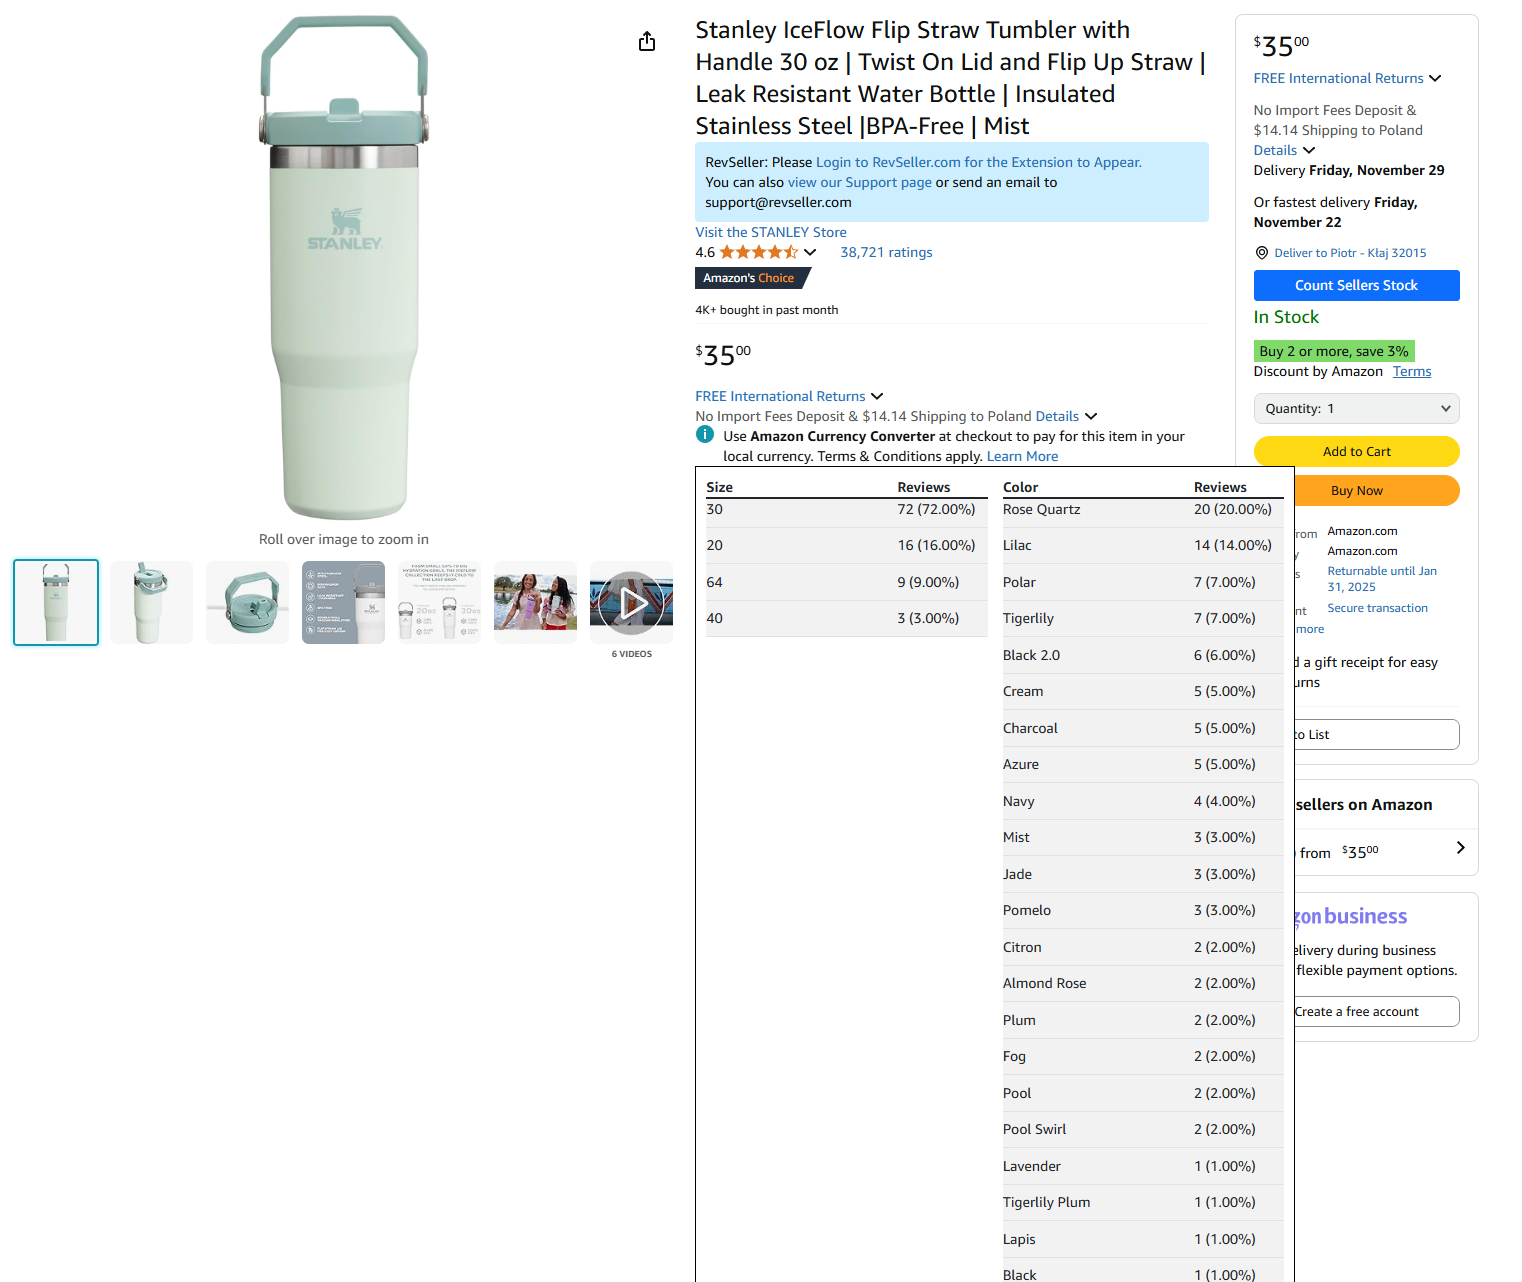 STANLEY
Roll over image to zoom in
6 VIDEOS
Stanley IceFlow Flip Straw Tumbler with
Handle 30 oz | Twist On Lid and Flip Up Straw |
Leak Resistant Water Bottle | Insulated
Stainless Steel |BPA-Free | Mist
RevSeller: Please Login to RevSeller.com for the Extension to Appear.
You can also view our Support page or send an email to
support@revseller.com
Visit the STANLEY Store
4.6 38,721 ratings
Amazon's Choice
4K+ bought in past month
$3500
FREE International Returns
No Import Fees Deposit & $14.14 Shipping to Poland Details
Use Amazon Currency Converter at checkout to pay for this item in your
local currency. Terms & Conditions apply. Learn More
Size Reviews
30 72 (72.00%)
20 16 (16.00%)
64 9 (9.00%)
40 3 (3.00%)
Color Reviews
Rose Quartz 20 (20.00%)
Lilac 14 (14.00%)
Polar 7 (7.00%)
Tigerlily 7 (7.00%)
Black 2.0 6 (6.00%)
Cream 5 (5.00%)
Charcoal 5 (5.00%)
Azure 5 (5.00%)
Navy 4 (4.00%)
Mist 3 (3.00%)
Jade 3 (3.00%)
Pomelo 3 (3.00%)
Citron 2 (2.00%)
Almond Rose 2 (2.00%)
Plum 2 (2.00%)
Fog 2 (2.00%)
Pool 2 (2.00%)
Pool Swirl 2 (2.00%)
Lavender 1 (1.00%)
Tigerlily Plum 1 (1.00%)
Lapis 1 (1.00%)
Black 1 (1.00%)
$3500
FREE International Returns
No Import Fees Deposit &
$14.14 Shipping to Poland
Details
Delivery Friday, November 29
Or fastest delivery Friday,
November 22
Deliver to Piotr - Kłaj 32015
Count Sellers Stock
In Stock
Buy 2 or more, save 3%
Discount by Amazon Terms
Quantity: 1
Add to Cart
Buy Now
rom Amazon.com
y Amazon.com
s Returnable until Jan
31, 2025
nt Secure transaction
more
d a gift receipt for easy
urns
to List
sellers on Amazon
) from $3500
zon business
elivery during business
flexible payment options.
Create a free account